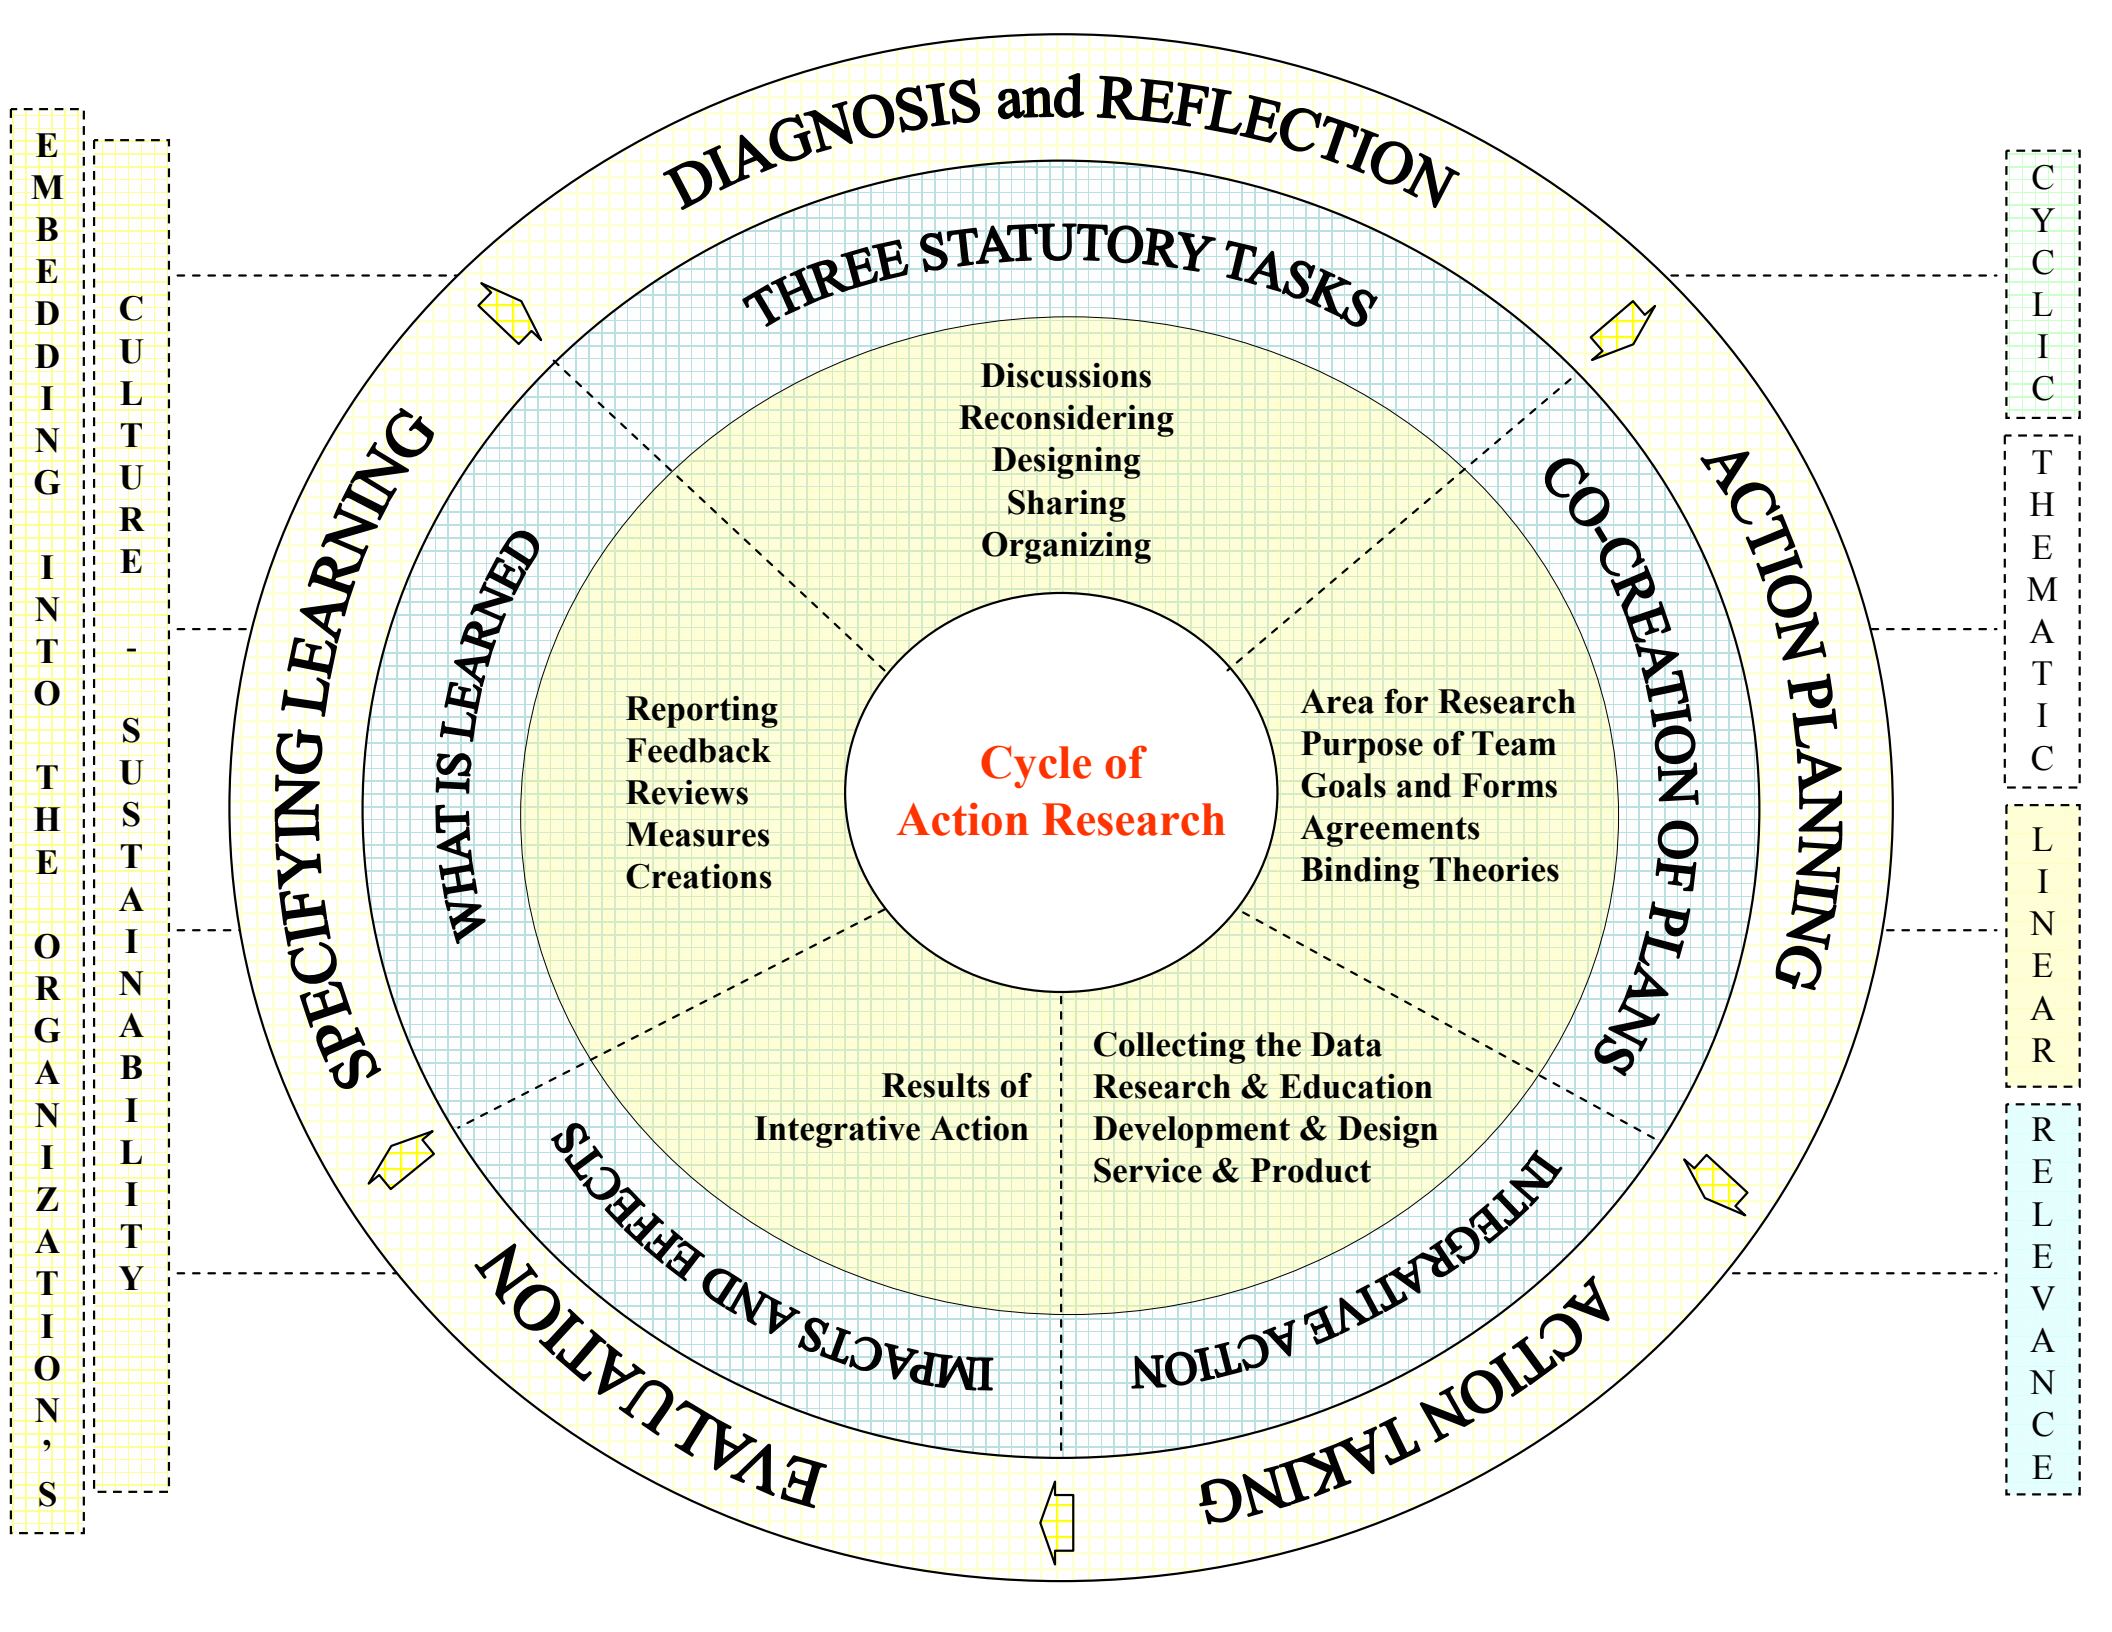 EMBEDDING INTO THE ORGANIZATION'S
CULTURE - SUSTAINABILITY
DIAGNOSIS and REFLECTION
THREE STATUTORY TASKS
Discussions
Reconsidering
Designing
Sharing
Organizing
ACTION PLANNING
CO-CREATION OF PLANS
Area for Research
Purpose of Team
Goals and Forms
Agreements
Binding Theories
ACTION TAKING
INTEGRATIVE ACTION
Collecting the Data
Research & Education
Development & Design
Service & Product
EVALUATION
IMPACTS AND EFFECTS
Results of
Integrative Action
SPECIFYING LEARNING
WHAT IS LEARNED
Reporting
Feedback
Reviews
Measures
Creations
Cycle of
Action Research
CYCLIC
THEMATIC
LINEAR
RELEVANCE